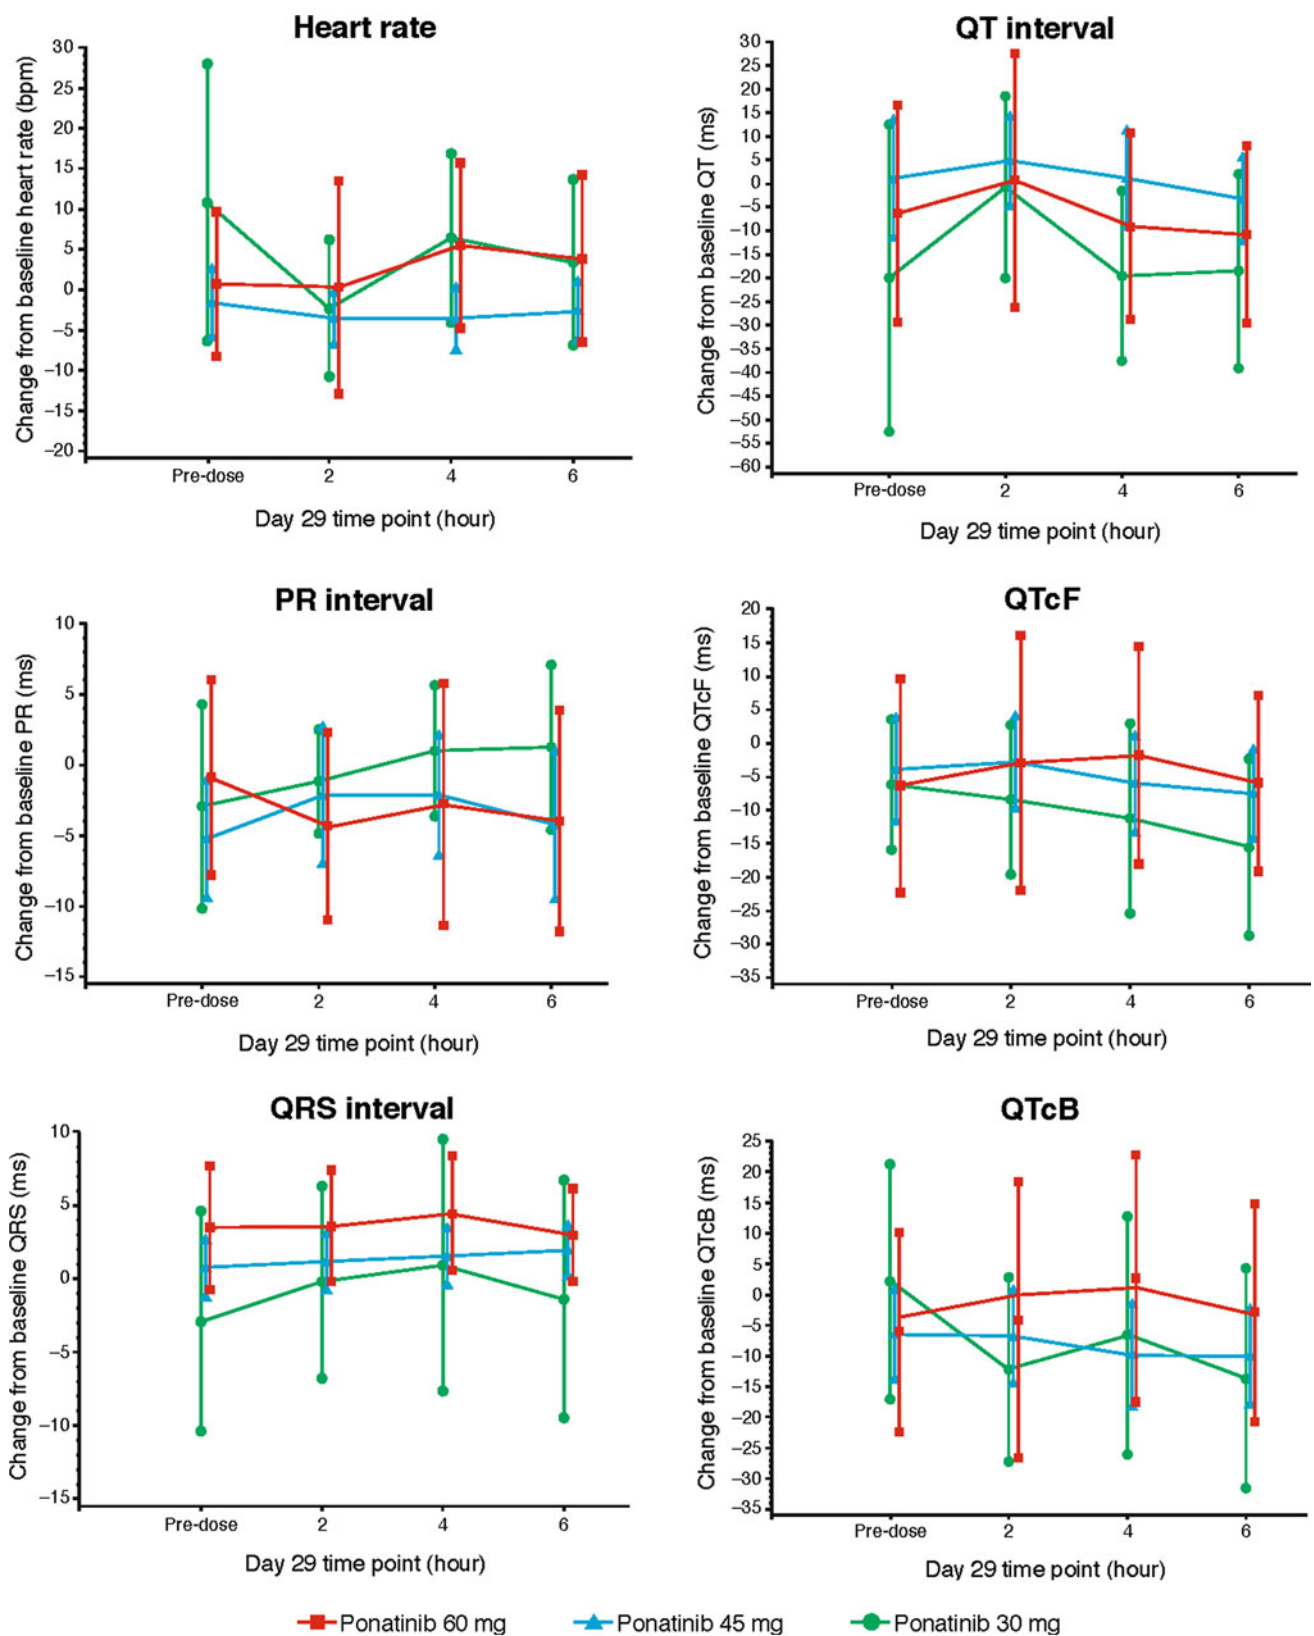 Heart rate
Change from baseline heart rate (bpm)
30
25
20
15
10
5
0
−5
−10
−15
−20
Pre-dose 2 4 6
Day 29 time point (hour)
QT interval
Change from baseline QT (ms)
30
25
20
15
10
5
0
−5
−10
−15
−20
−25
−30
−35
−40
−45
−50
−55
−60
Pre-dose 2 4 6
Day 29 time point (hour)
PR interval
Change from baseline PR (ms)
10
5
0
−5
−10
−15
Pre-dose 2 4 6
Day 29 time point (hour)
QTcF
Change from baseline QTcF (ms)
20
15
10
5
0
−5
−10
−15
−20
−25
−30
−35
Pre-dose 2 4 6
Day 29 time point (hour)
QRS interval
Change from baseline QRS (ms)
10
5
0
−5
−10
−15
Pre-dose 2 4 6
Day 29 time point (hour)
QTcB
Change from baseline QTcB (ms)
25
20
15
10
5
0
−5
−10
−15
−20
−25
−30
−35
Pre-dose 2 4 6
Day 29 time point (hour)
Ponatinib 60 mg Ponatinib 45 mg Ponatinib 30 mg